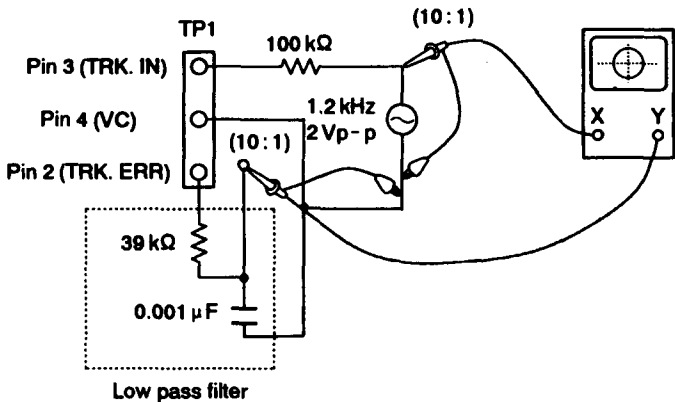 TP1
(10 : 1)
100 kΩ
Pin 3 (TRK. IN)
Pin 4 (VC)
1.2 kHz
2 Vp-p
(10 : 1)
X
Y
Pin 2 (TRK. ERR)
39 kΩ
0.001 μF
Low pass filter